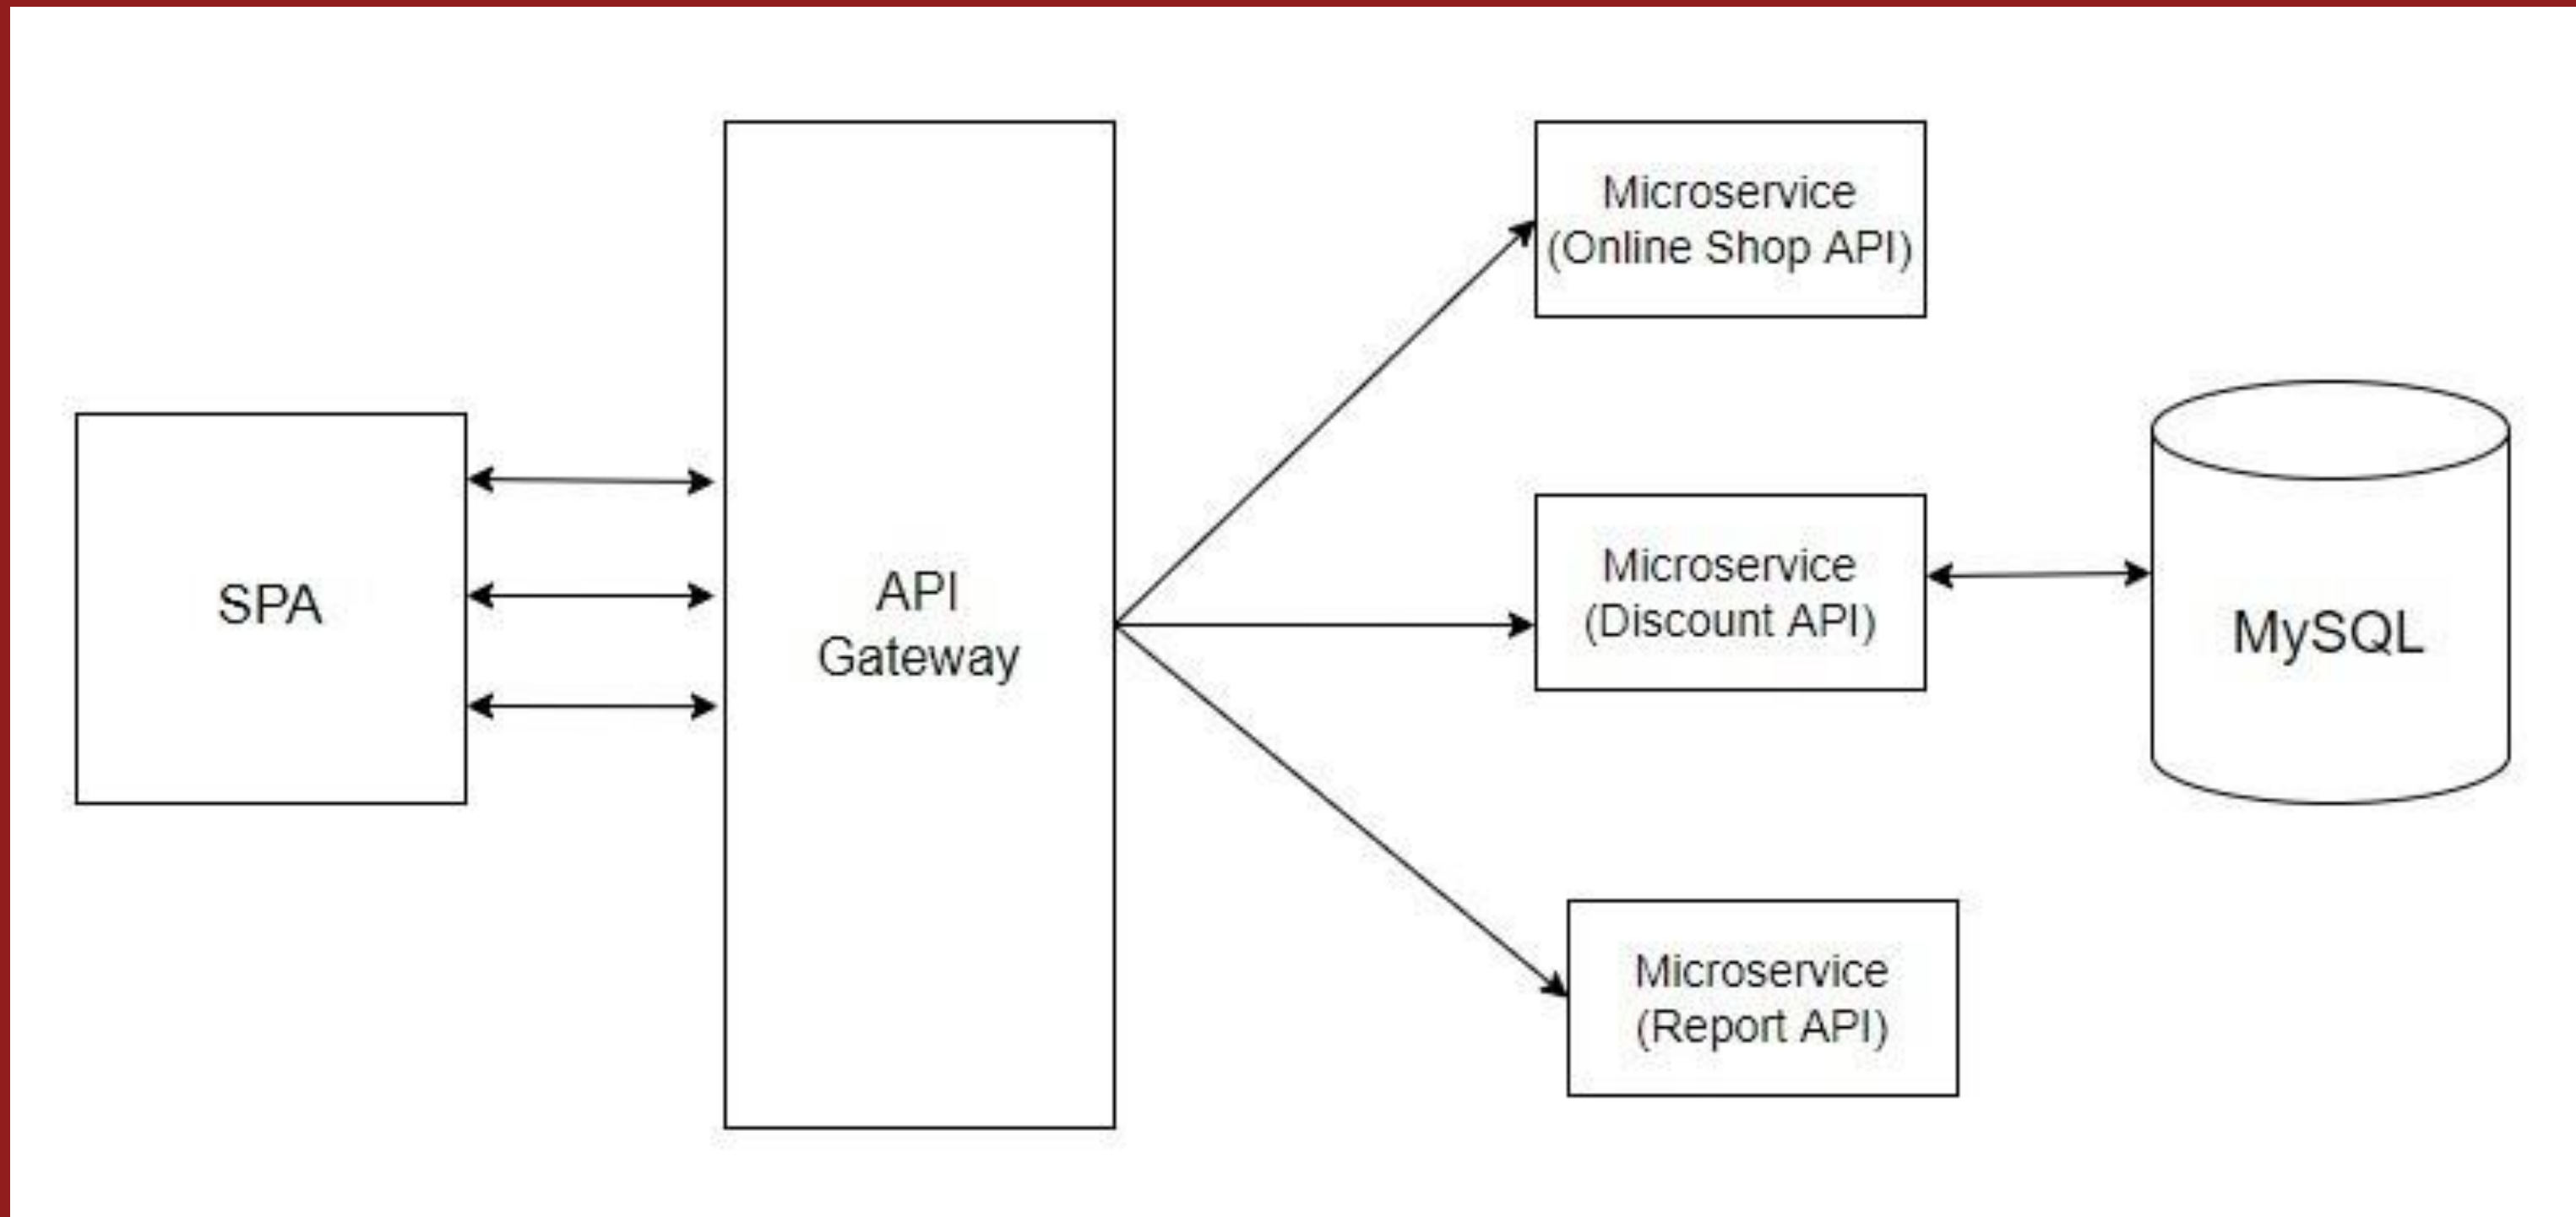 SPA
API
Gateway
Microservice
(Online Shop API)
Microservice
(Discount API)
Microservice
(Report API)
MySQL